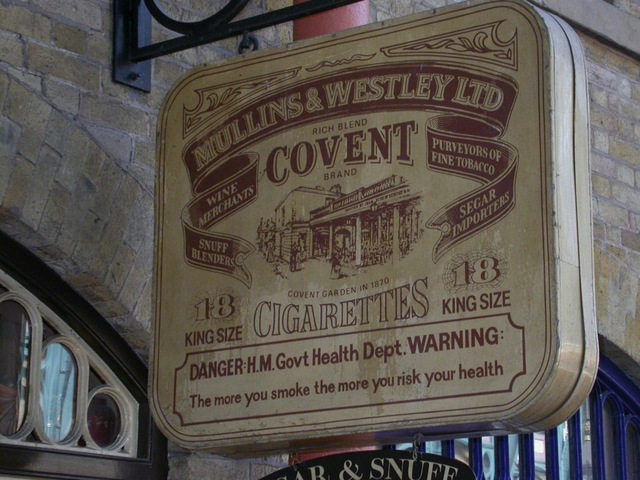 MULLINS & WESTLEY LTD
RICH BLEND
COVENT
BRAND
WINE
MERCHANTS
SNUFF
BLENDERS
PURVEYORS OF
FINE TOBACCO
SEGAR
IMPORTERS
COVENT GARDEN IN 1870
18
KING SIZE
CIGARETTES
18
KING SIZE
DANGER: H.M. Govt Health Dept. WARNING:
The more you smoke the more you risk your health
GAR & SNUFF